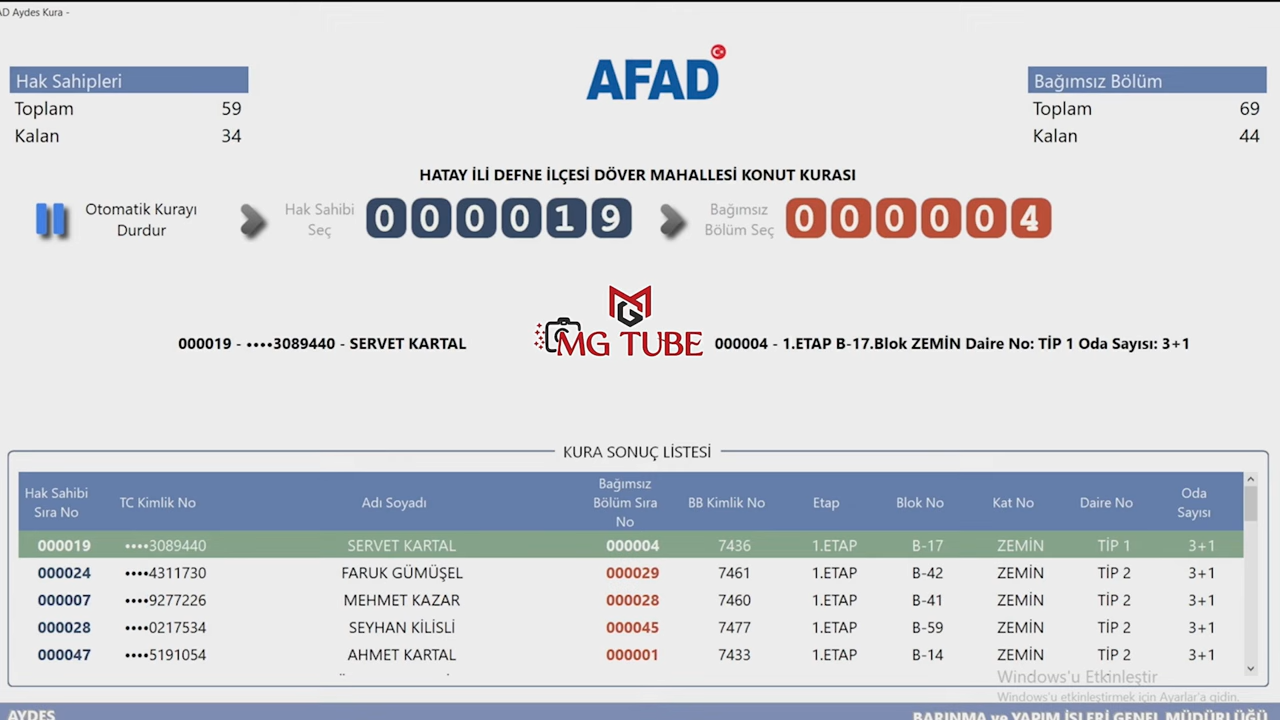 AD Aydes Kura -
AFAD
Hak Sahipleri
Toplam 59
Kalan 34
Bağımsız Bölüm
Toplam 69
Kalan 44
HATAY İLİ DEFNE İLÇESİ DÖVER MAHALLESİ KONUT KURASI
Otomatik Kurayı
Durdur
Hak Sahibi
Seç
000019
Bağımsız
Bölüm Seç
000004
000019 - ••••3089440 - SERVET KARTAL
MG TUBE
000004 - 1.ETAP B-17.Blok ZEMİN Daire No: TİP 1 Oda Sayısı: 3+1
KURA SONUÇ LİSTESİ
Hak Sahibi
Sıra No
TC Kimlik No
Adı Soyadı
Bağımsız
Bölüm Sıra
No
BB Kimlik No
Etap
Blok No
Kat No
Daire No
Oda
Sayısı
000019 ••••3089440 SERVET KARTAL 000004 7436 1.ETAP B-17 ZEMİN TİP 1 3+1
000024 ••••4311730 FARUK GÜMÜŞEL 000029 7461 1.ETAP B-42 ZEMİN TİP 2 3+1
000007 ••••9277226 MEHMET KAZAR 000028 7460 1.ETAP B-41 ZEMİN TİP 2 3+1
000028 ••••0217534 SEYHAN KİLİSLİ 000045 7477 1.ETAP B-59 ZEMİN TİP 2 3+1
000047 ••••5191054 AHMET KARTAL 000001 7433 1.ETAP B-14 ZEMİN TİP 2 3+1
Windows'u Etkinleştir
Windows'u etkinleştirmek için Ayarlar'a gidin.
AYDES
BARINMA ve YAPIM İŞLERİ GENEL MÜDÜRLÜĞÜ